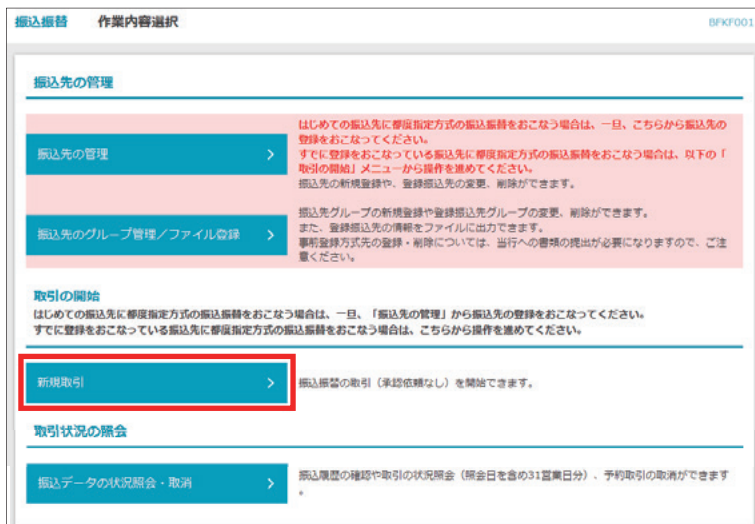 振込振替 作業内容選択 BFKF001
振込先の管理
はじめての振込先に都度指定方式の振込振替をおこなう場合は、一旦、こちらから振込先の
登録をおこなってください。
すでに登録をおこなっている振込先に都度指定方式の振込振替をおこなう場合は、以下の「
取引の開始」メニューから操作を進めてください。
振込先の管理 >
振込先の新規登録や、登録振込先の変更、削除ができます。
振込先グループの新規登録や登録振込先グループの変更、削除ができます。
振込先のグループ管理/ファイル登録 >
また、登録振込先の情報をファイルに出力できます。
事前登録方式先の登録・削除については、当行への書類の提出が必要になりますので、ご注
意ください。
取引の開始
はじめての振込先に都度指定方式の振込振替をおこなう場合は、一旦、「振込先の管理」から振込先の登録をおこなってください。
すでに登録をおこなっている振込先に都度指定方式の振込振替をおこなう場合は、こちらから操作を進めてください。
新規取引 > 振込振替の取引(承認依頼なし)を開始できます。
取引状況の照会
振込データの状況照会・取消 >
振込履歴の確認や取引の状況照会(照会日を含め31営業日分)、予約取引の取消ができます
。